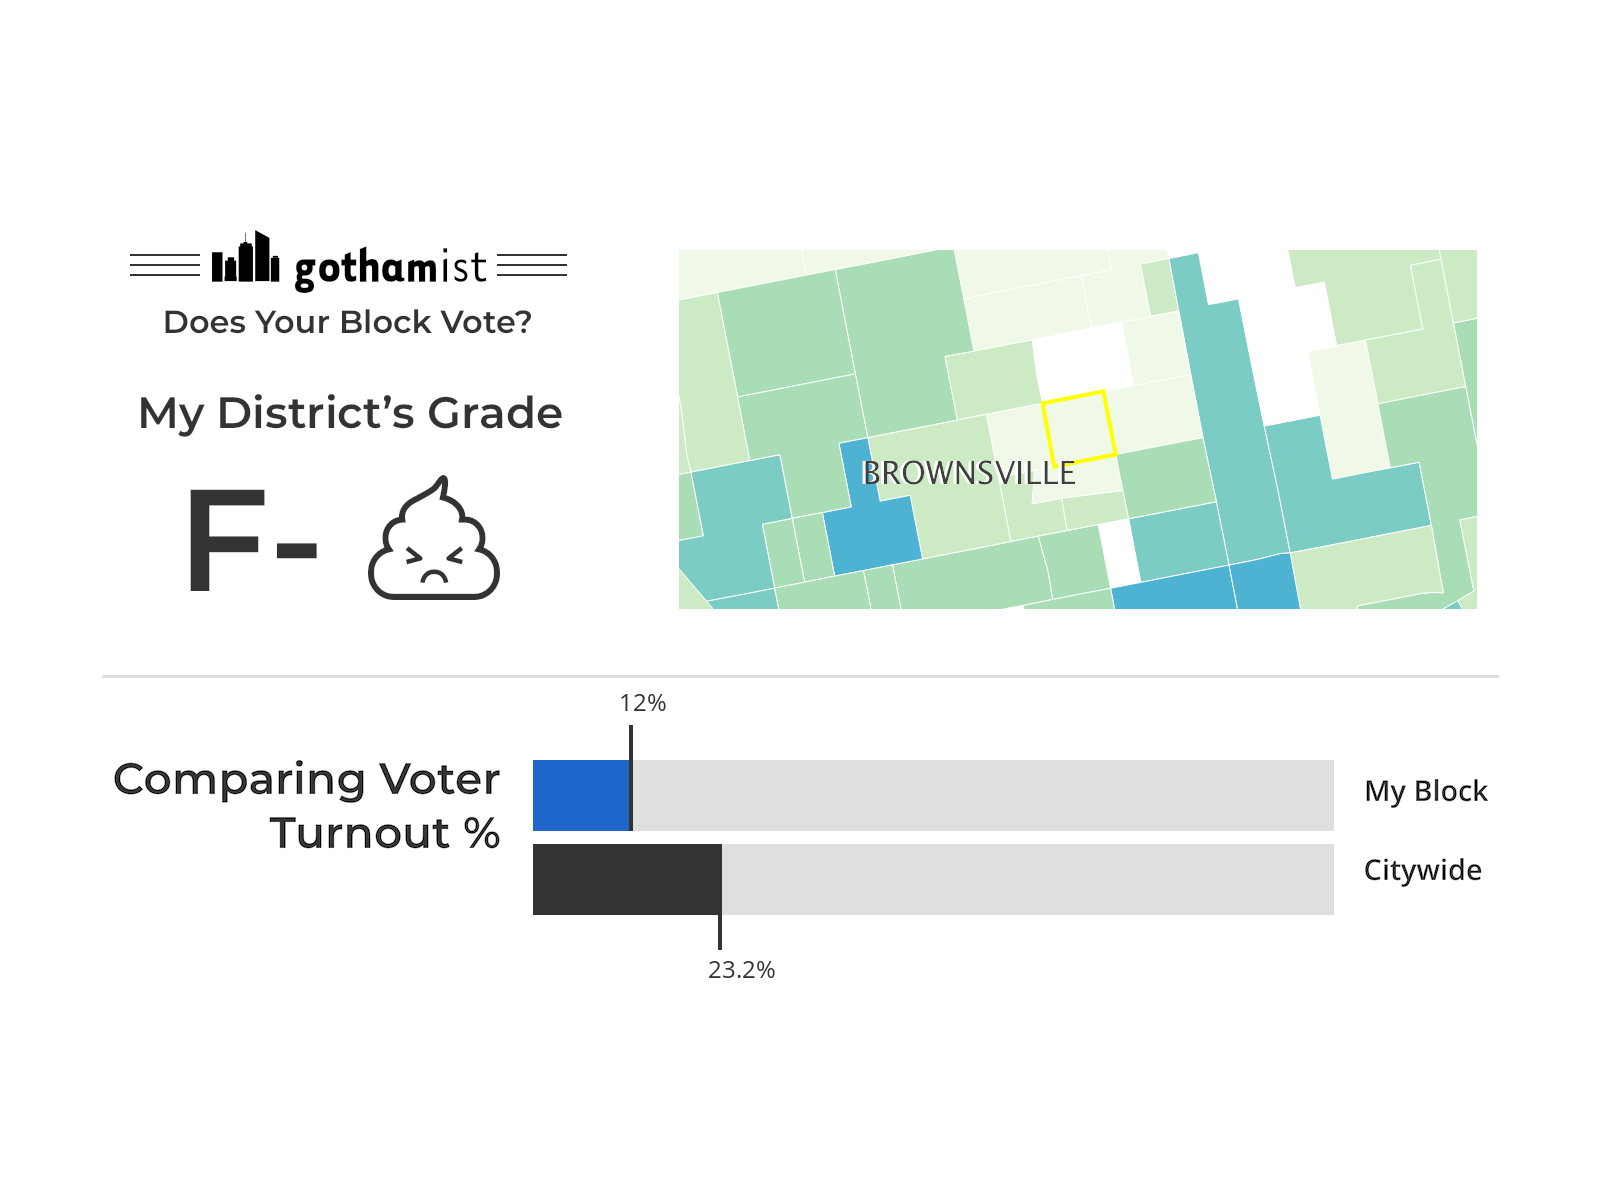 gothamist
Does Your Block Vote?
My District’s Grade
F-
BROWNSVILLE
12%
Comparing Voter
Turnout %
My Block
Citywide
23.2%